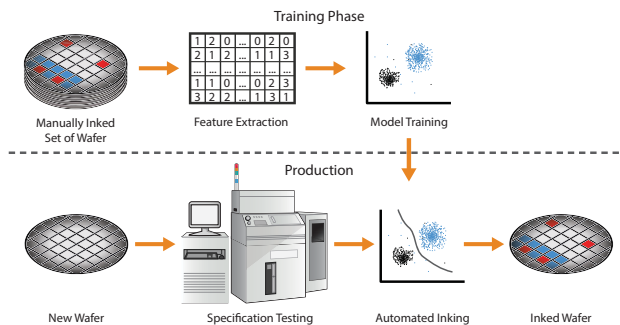 Training Phase
1 2 0 ... 0 2 0
2 1 2 ... 1 1 3
... ... ... ... ... ... ...
1 1 0 ... 0 2 3
3 2 2 ... 1 3 1
Manually Inked
Set of Wafer
Feature Extraction
Model Training
Production
New Wafer
Specification Testing
Automated Inking
Inked Wafer